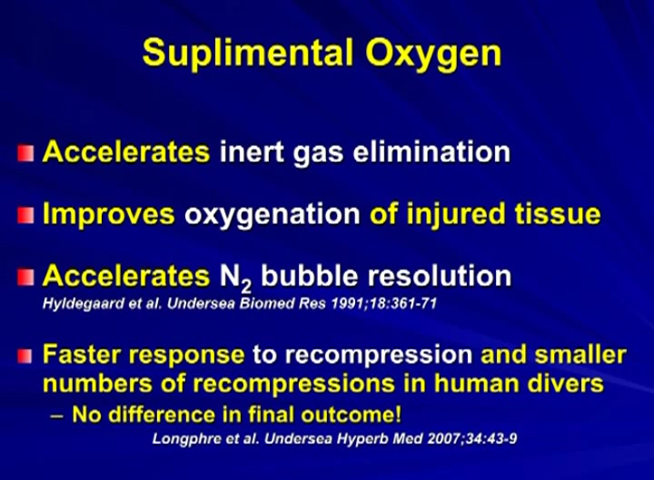 Suplimental Oxygen
Accelerates inert gas elimination
Improves oxygenation of injured tissue
Accelerates N₂ bubble resolution
Hyldegaard et al. Undersea Biomed Res 1991;18:361-71
Faster response to recompression and smaller
numbers of recompressions in human divers
– No difference in final outcome!
Longphre et al. Undersea Hyperb Med 2007;34:43-9